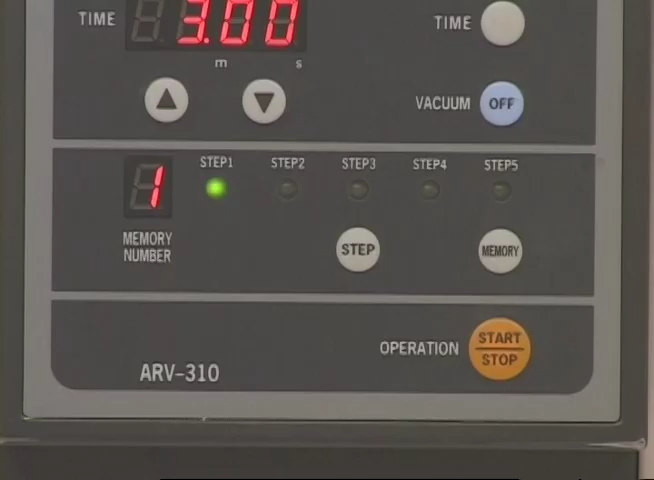 TIME
3.00
m s
TIME
VACUUM OFF
STEP1 STEP2 STEP3 STEP4 STEP5
1
MEMORY
NUMBER
STEP
MEMORY
OPERATION
START
STOP
ARV-310